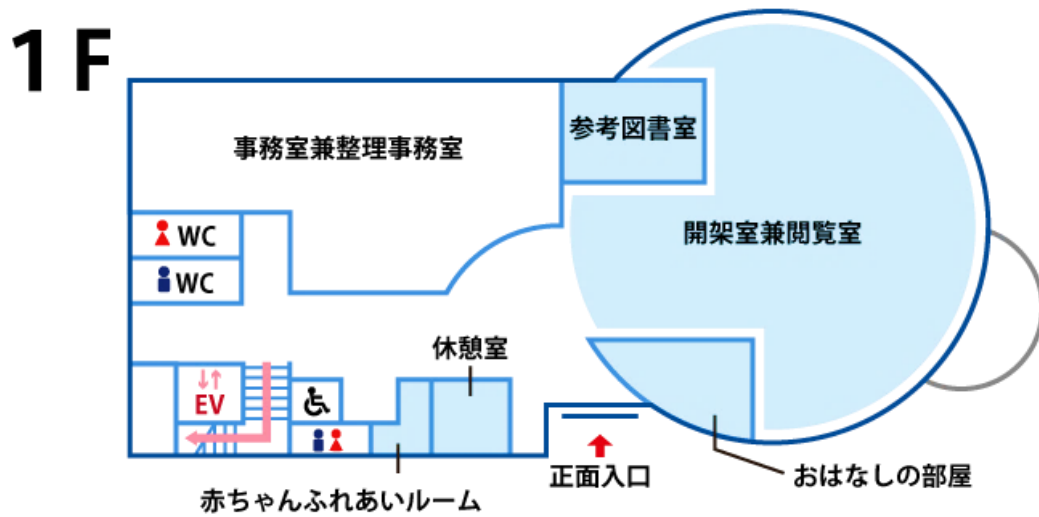 1F
事務室兼整理事務室
参考図書室
WC
開架室兼閲覧室
WC
休憩室
EV
正面入口
おはなしの部屋
赤ちゃんふれあいルーム